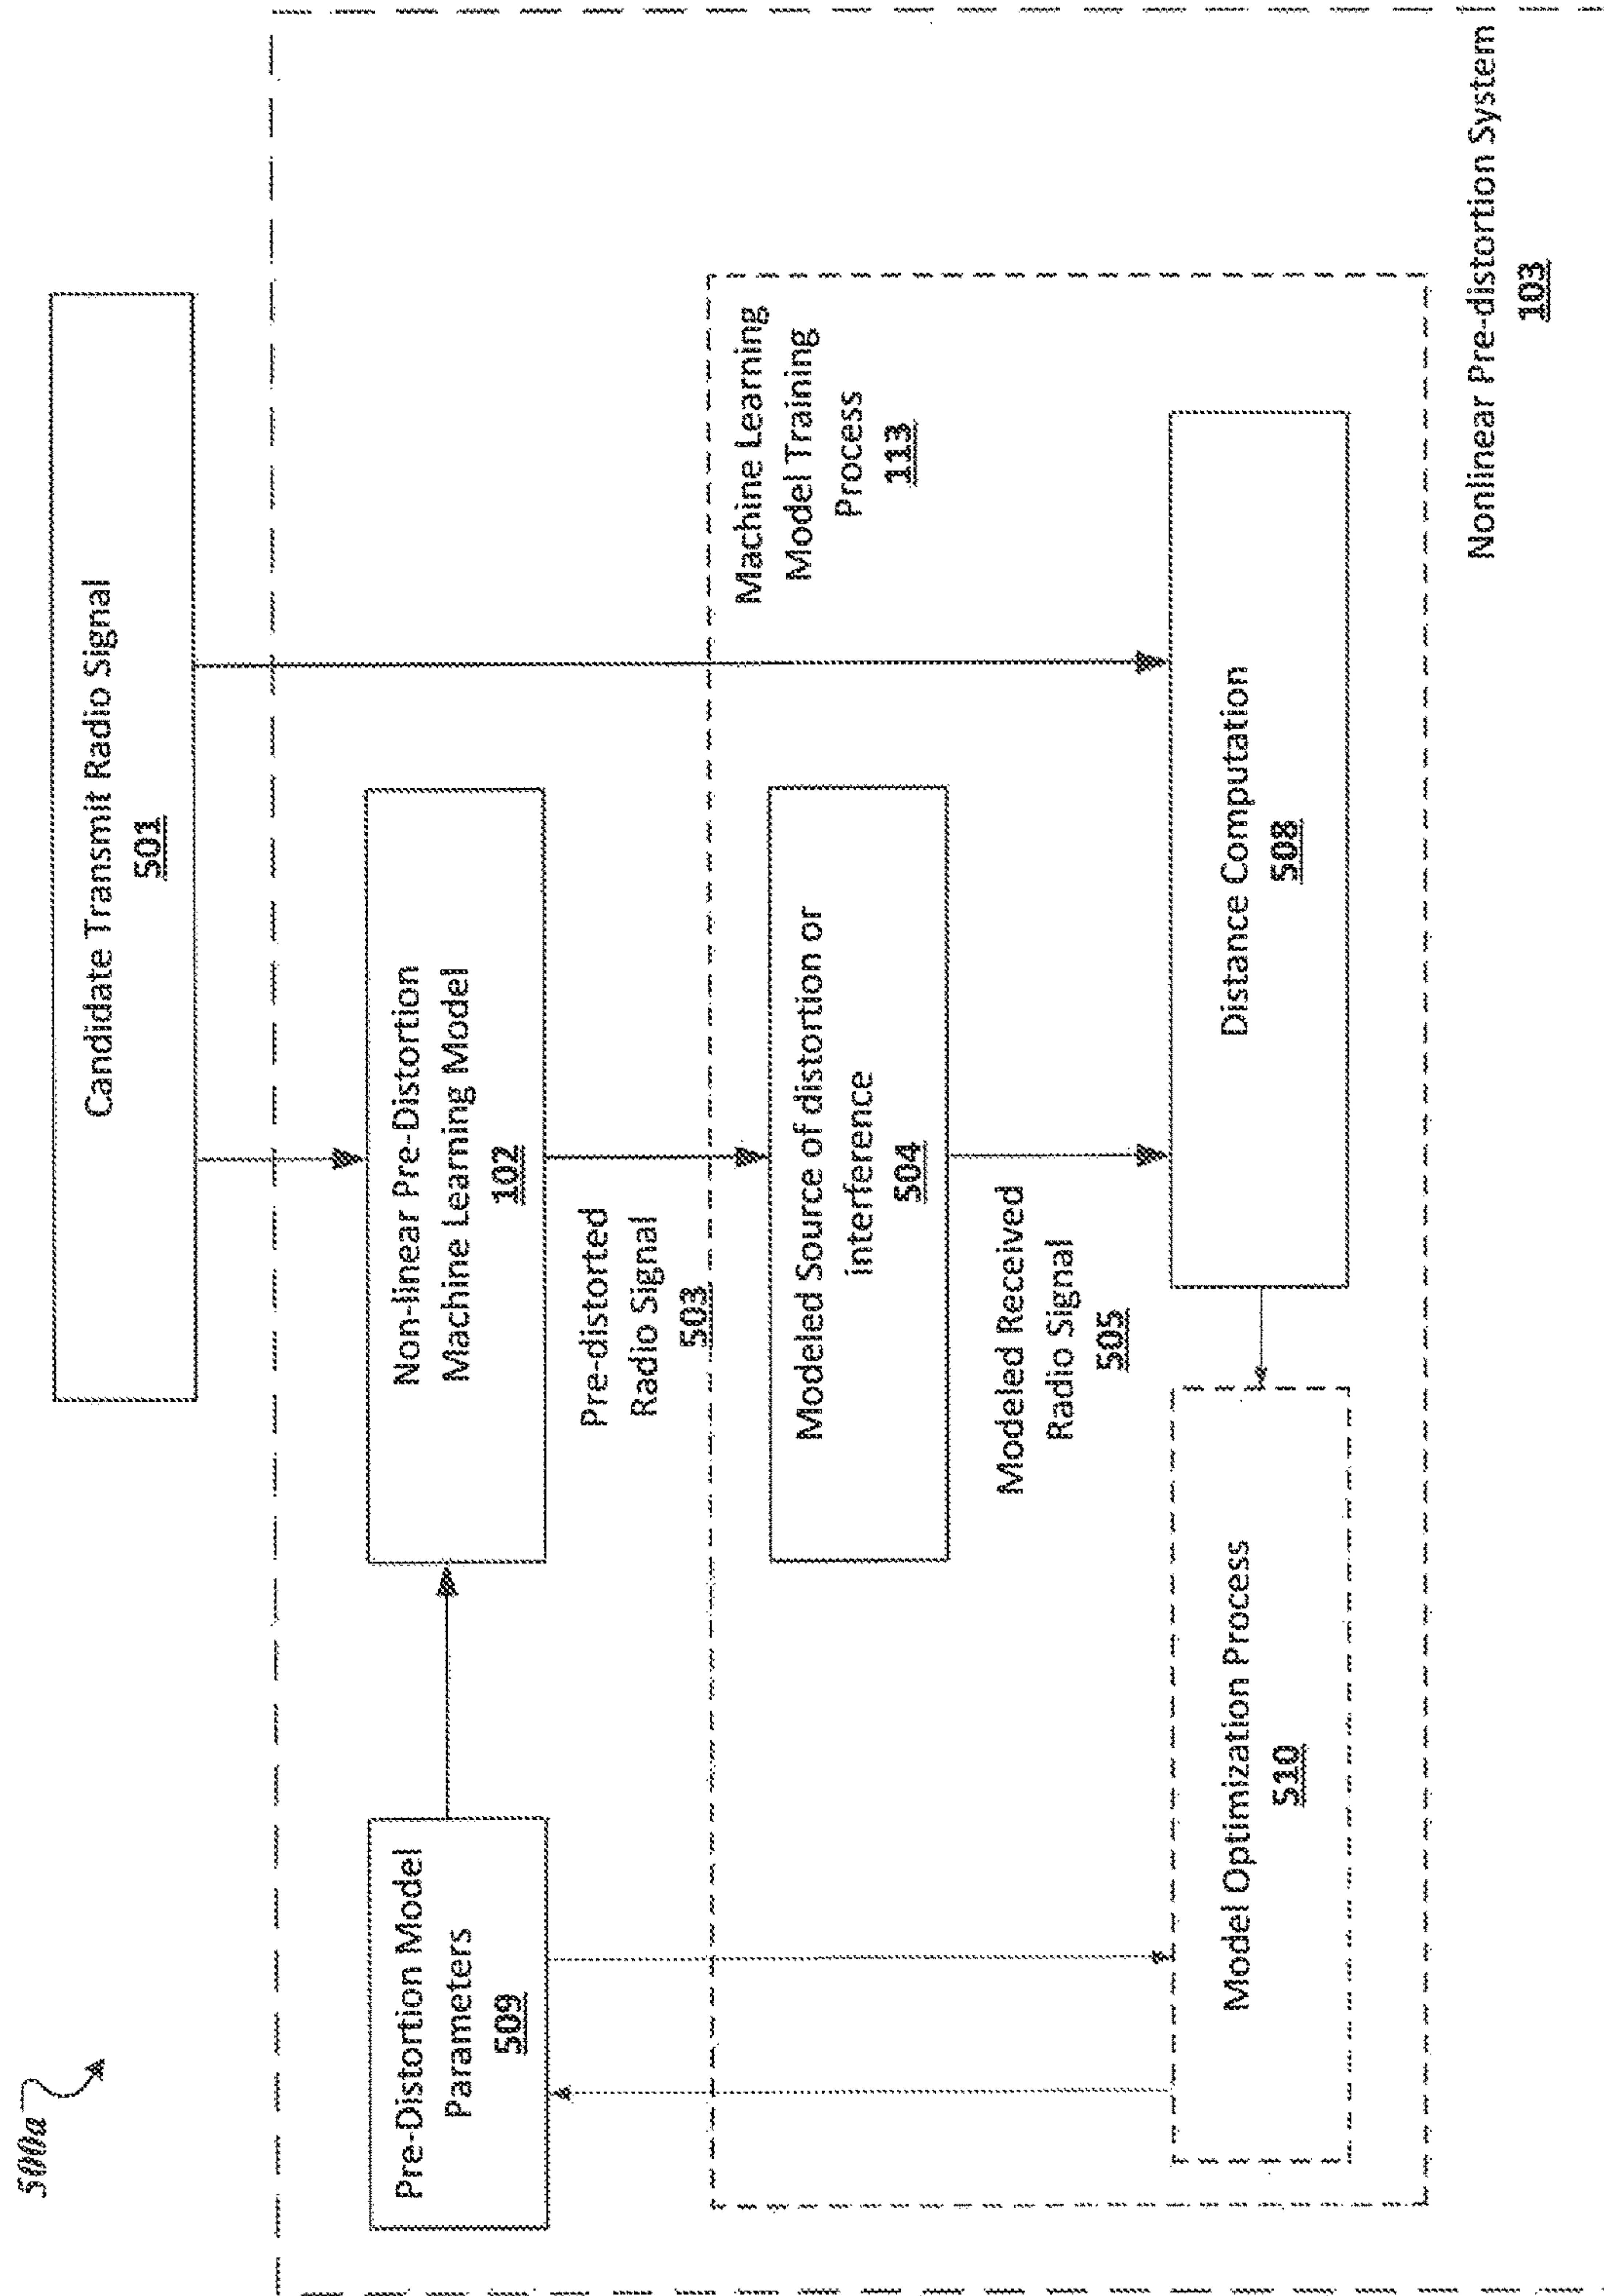 500a
Candidate Transmit Radio Signal
501
Pre-Distortion Model
Parameters
509
Non-linear Pre-Distortion
Machine Learning Model
102
Pre-distorted
Radio Signal
503
Machine Learning
Model Training
Process
113
Modeled Source of distortion or
interference
504
Modeled Received
Radio Signal
505
Model Optimization Process
510
Distance Computation
508
Nonlinear Pre-distortion System
103